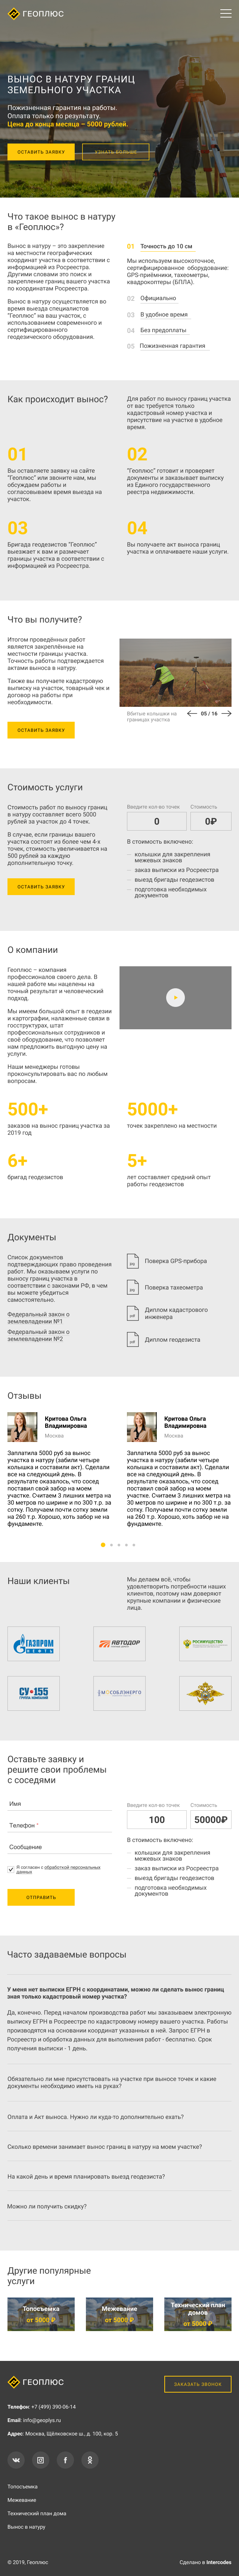 ГЕОПЛЮС
ВЫНОС В НАТУРУ ГРАНИЦ
ЗЕМЕЛЬНОГО УЧАСТКА
Пожизненная гарантия на работы.
Оплата только по результату.
Цена до конца месяца – 5000 рублей.
ОСТАВИТЬ ЗАЯВКУ
УЗНАТЬ БОЛЬШЕ
Что такое вынос в натуру
в «Геоплюс»?
Вынос в натуру – это закрепление
на местности географических
координат участка в соответствии с
информацией из Росреестра.
Другими словами это поиск и
закрепление границ вашего участка
по координатам Росреестра.
Вынос в натуру осуществляется во
время выезда специалистов
"Геоплюс" на ваш участок, с
использованием современного и
сертифицированного
геодезического оборудования.
01 Точность до 10 см
Мы используем высокоточное,
сертифицированное оборудование:
GPS-приёмники, тахеометры,
квадрокоптеры (БПЛА).
02 Официально
03 В удобное время
04 Без предоплаты
05 Пожизненная гарантия
Как происходит вынос?
Для работ по выносу границ участка
от вас требуется только
кадастровый номер участка и
присутствие на участке в удобное
время.
01
Вы оставляете заявку на сайте
"Геоплюс" или звоните нам, мы
обсуждаем работы и
согласовываем время выезда на
участок.
02
"Геоплюс" готовит и проверяет
документы и заказывает выписку
из Единого государственного
реестра недвижимости.
03
Бригада геодезистов "Геоплюс"
выезжает к вам и размечает
границы участка в соответствии с
информацией из Росреестра.
04
Вы получаете акт выноса границ
участка и оплачиваете наши услуги.
Что вы получите?
Итогом проведённых работ
является закреплённые на
местности границы участка.
Точность работы подтверждается
актами выноса в натуру.
Также вы получаете кадастровую
выписку на участок, товарный чек и
договор на работы при
необходимости.
ОСТАВИТЬ ЗАЯВКУ
Вбитые колышки на
границах участка
05 / 16
Стоимость услуги
Стоимость работ по выносу границ
в натуру составляет всего 5000
рублей за участок до 4 точек.
В случае, если границы вашего
участка состоят из более чем 4-х
точек, стоимость увеличивается на
500 рублей за каждую
дополнительную точку.
ОСТАВИТЬ ЗАЯВКУ
Введите кол-во точек
Стоимость
0
0₽
В стоимость включено:
колышки для закрепления
межевых знаков
заказ выписки из Росреестра
выезд бригады геодезистов
подготовка необходимых
документов
О компании
Геоплюс – компания
профессионалов своего дела. В
нашей работе мы нацелены на
личный результат и человеческий
подход.
Мы имеем большой опыт в геодезии
и картографии, налаженные связи в
госструктурах, штат
профессиональных сотрудников и
своё оборудование, что позволяет
нам предложить выгодную цену на
услуги.
Наши менеджеры готовы
проконсультировать вас по любым
вопросам.
500+
заказов на вынос границ участка за
2019 год
5000+
точек закреплено на местности
6+
бригад геодезистов
5+
лет составляет средний опыт
работы геодезистов
Документы
Список документов
подтверждающих право проведения
работ. Мы оказываем услуги по
выносу границ участка в
соответствии с законами РФ, в чем
вы можете убедиться
самостоятельно.
Федеральный закон о
землевладении №1
Федеральный закон о
землевладении №2
Поверка GPS-прибора
Поверка тахеометра
Диплом кадастрового
инженера
Диплом геодезиста
Отзывы
Критова Ольга
Владимировна
Москва
Заплатила 5000 руб за вынос
участка в натуру (забили четыре
колышка и составили акт). Сделали
все на следующий день. В
результате оказалось, что сосед
поставил свой забор на моем
участке. Считаем 3 лишних метра на
30 метров по ширине и по 300 т.р. за
сотку. Получаем почти сотку земли
на 260 т.р. Хорошо, хоть забор не на
фундаменте.
Критова Ольга
Владимировна
Москва
Заплатила 5000 руб за вынос
участка в натуру (забили четыре
колышка и составили акт). Сделали
все на следующий день. В
результате оказалось, что сосед
поставил свой забор на моем
участке. Считаем 3 лишних метра на
30 метров по ширине и по 300 т.р. за
сотку. Получаем почти сотку земли
на 260 т.р. Хорошо, хоть забор не на
фундаменте.
Наши клиенты
Мы делаем всё, чтобы
удовлетворить потребности наших
клиентов, поэтому нам доверяют
крупные компании и физические
лица.
ГАЗПРОМ
НЕФТЬ
АВТОДОР
РОСИМУЩЕСТВО
СУ-155
ГРУППА КОМПАНИЙ
МОСОБЛЭНЕРГО
Оставьте заявку и
решите свои проблемы
с соседями
Имя
Телефон *
Сообщение
Я согласен с обработкой персональных
данных
ОТПРАВИТЬ
Введите кол-во точек
Стоимость
100
50000₽
В стоимость включено:
колышки для закрепления
межевых знаков
заказ выписки из Росреестра
выезд бригады геодезистов
подготовка необходимых
документов
Часто задаваемые вопросы
У меня нет выписки ЕГРН с координатами, можно ли сделать вынос границ
зная только кадастровый номер участка?
Да, конечно. Перед началом производства работ мы заказываем электронную
выписку ЕГРН в Росреестре по кадастровому номеру вашего участка. Работы
производятся на основании координат указанных в ней. Запрос ЕГРН в
Росреестр и обработка данных для выполнения работ - бесплатно. Срок
получения выписки - 1 день.
Обязательно ли мне присутствовать на участке при выносе точек и какие
документы необходимо иметь на руках?
Оплата и Акт выноса. Нужно ли куда-то дополнительно ехать?
Сколько времени занимает вынос границ в натуру на моем участке?
На какой день и время планировать выезд геодезиста?
Можно ли получить скидку?
Другие популярные
услуги
Топосъемка
от 5000 ₽
Межевание
от 5000 ₽
Технический план
домов
от 5000 ₽
ГЕОПЛЮС
ЗАКАЗАТЬ ЗВОНОК
Телефон: +7 (499) 390-06-14
Email: info@geoplys.ru
Адрес: Москва, Щёлковское ш., д. 100, кор. 5
Топосъемка
Межевание
Технический план дома
Вынос в натуру
© 2019, Геоплюс
Сделано в Intercodes